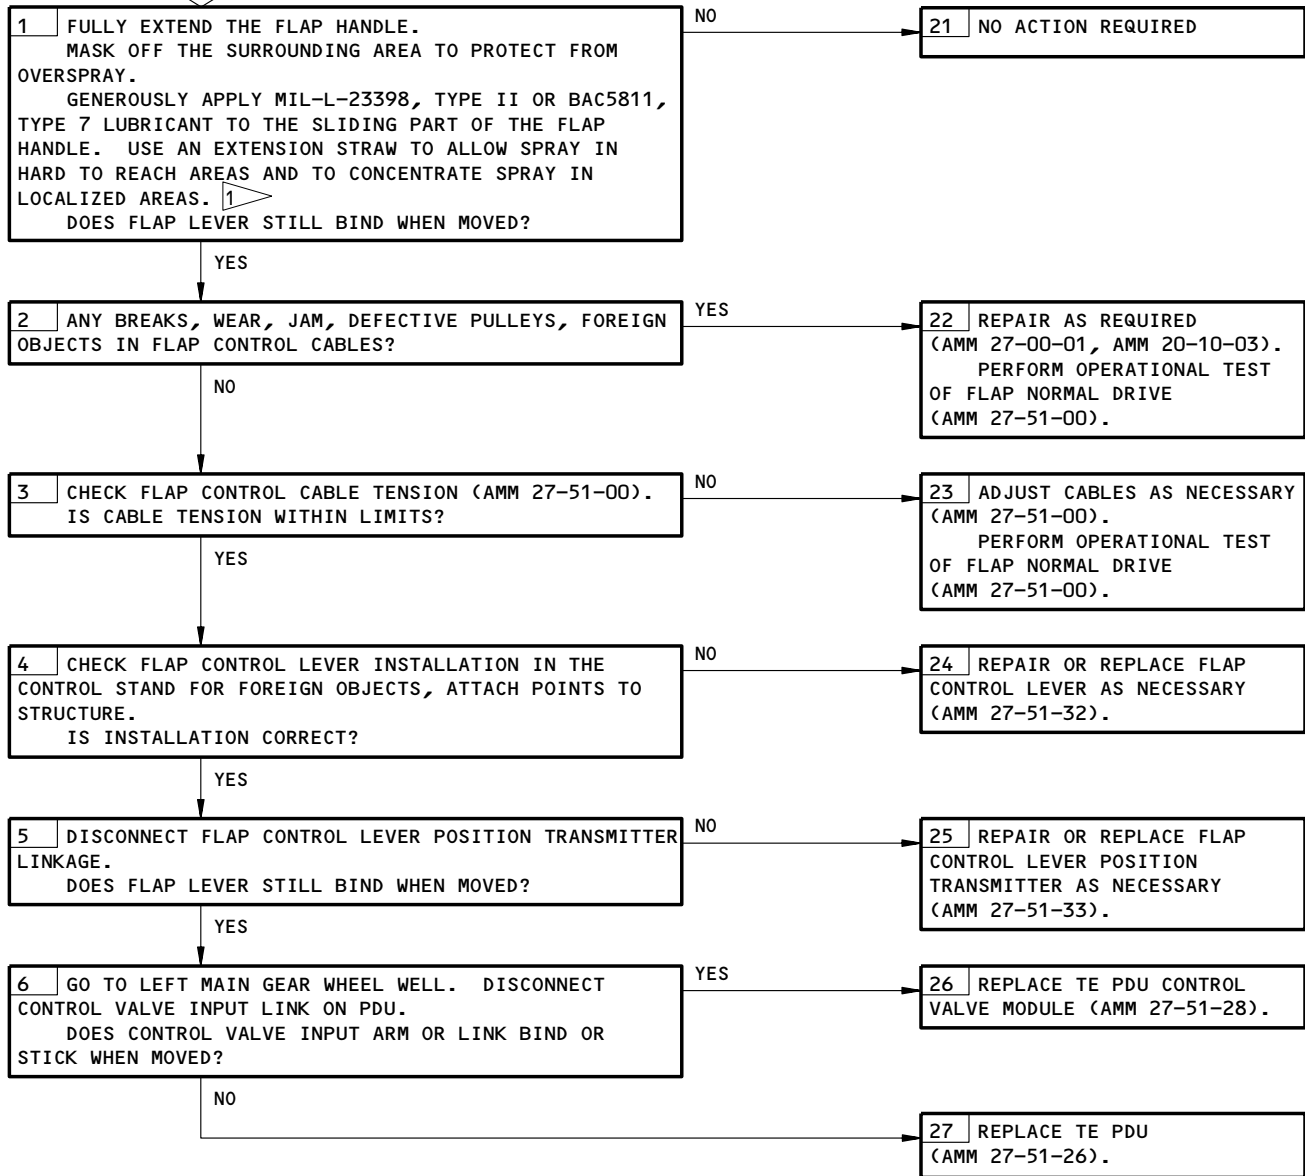 1 FULLY EXTEND THE FLAP HANDLE.
MASK OFF THE SURROUNDING AREA TO PROTECT FROM
OVERSPRAY.
GENEROUSLY APPLY MIL-L-23398, TYPE II OR BAC5811,
TYPE 7 LUBRICANT TO THE SLIDING PART OF THE FLAP
HANDLE. USE AN EXTENSION STRAW TO ALLOW SPRAY IN
HARD TO REACH AREAS AND TO CONCENTRATE SPRAY IN
LOCALIZED AREAS. 1
DOES FLAP LEVER STILL BIND WHEN MOVED?
NO
21 NO ACTION REQUIRED
YES
2 ANY BREAKS, WEAR, JAM, DEFECTIVE PULLEYS, FOREIGN
OBJECTS IN FLAP CONTROL CABLES?
YES
22 REPAIR AS REQUIRED
(AMM 27-00-01, AMM 20-10-03).
PERFORM OPERATIONAL TEST
OF FLAP NORMAL DRIVE
(AMM 27-51-00).
NO
3 CHECK FLAP CONTROL CABLE TENSION (AMM 27-51-00).
IS CABLE TENSION WITHIN LIMITS?
NO
23 ADJUST CABLES AS NECESSARY
(AMM 27-51-00).
PERFORM OPERATIONAL TEST
OF FLAP NORMAL DRIVE
(AMM 27-51-00).
YES
4 CHECK FLAP CONTROL LEVER INSTALLATION IN THE
CONTROL STAND FOR FOREIGN OBJECTS, ATTACH POINTS TO
STRUCTURE.
IS INSTALLATION CORRECT?
NO
24 REPAIR OR REPLACE FLAP
CONTROL LEVER AS NECESSARY
(AMM 27-51-32).
YES
5 DISCONNECT FLAP CONTROL LEVER POSITION TRANSMITTER
LINKAGE.
DOES FLAP LEVER STILL BIND WHEN MOVED?
NO
25 REPAIR OR REPLACE FLAP
CONTROL LEVER POSITION
TRANSMITTER AS NECESSARY
(AMM 27-51-33).
YES
6 GO TO LEFT MAIN GEAR WHEEL WELL. DISCONNECT
CONTROL VALVE INPUT LINK ON PDU.
DOES CONTROL VALVE INPUT ARM OR LINK BIND OR
STICK WHEN MOVED?
YES
26 REPLACE TE PDU CONTROL
VALVE MODULE (AMM 27-51-28).
NO
27 REPLACE TE PDU
(AMM 27-51-26).